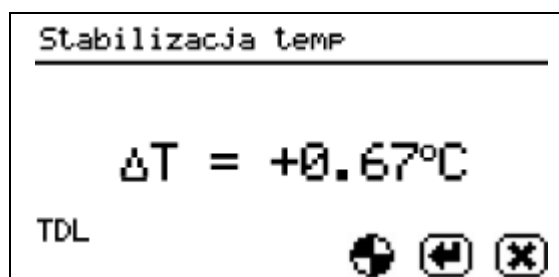 Stabilizacja temp
ΔT = +0.67°C
TDL